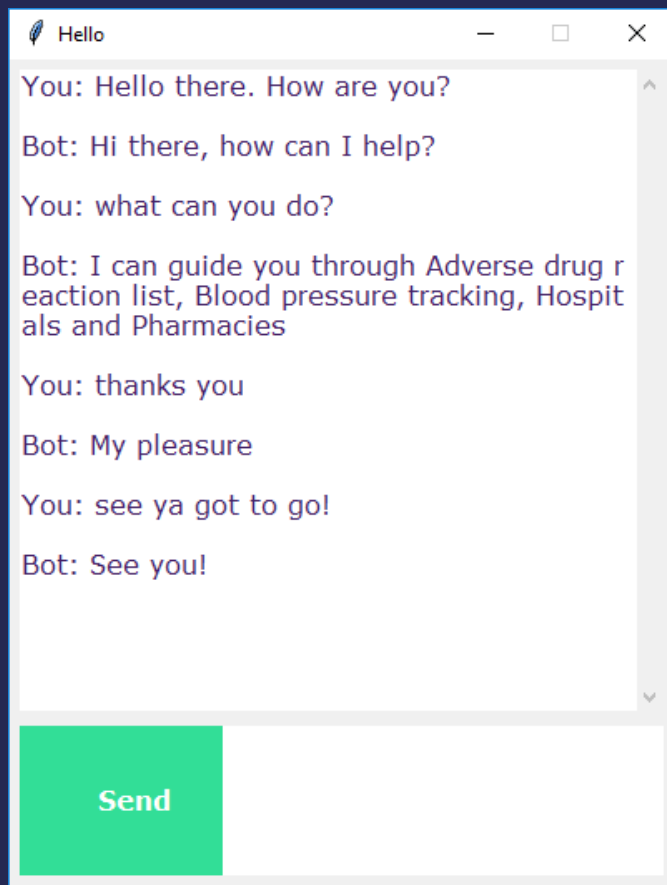 Hello
You: Hello there. How are you?
Bot: Hi there, how can I help?
You: what can you do?
Bot: I can guide you through Adverse drug r
eaction list, Blood pressure tracking, Hospit
als and Pharmacies
You: thanks you
Bot: My pleasure
You: see ya got to go!
Bot: See you!
Send